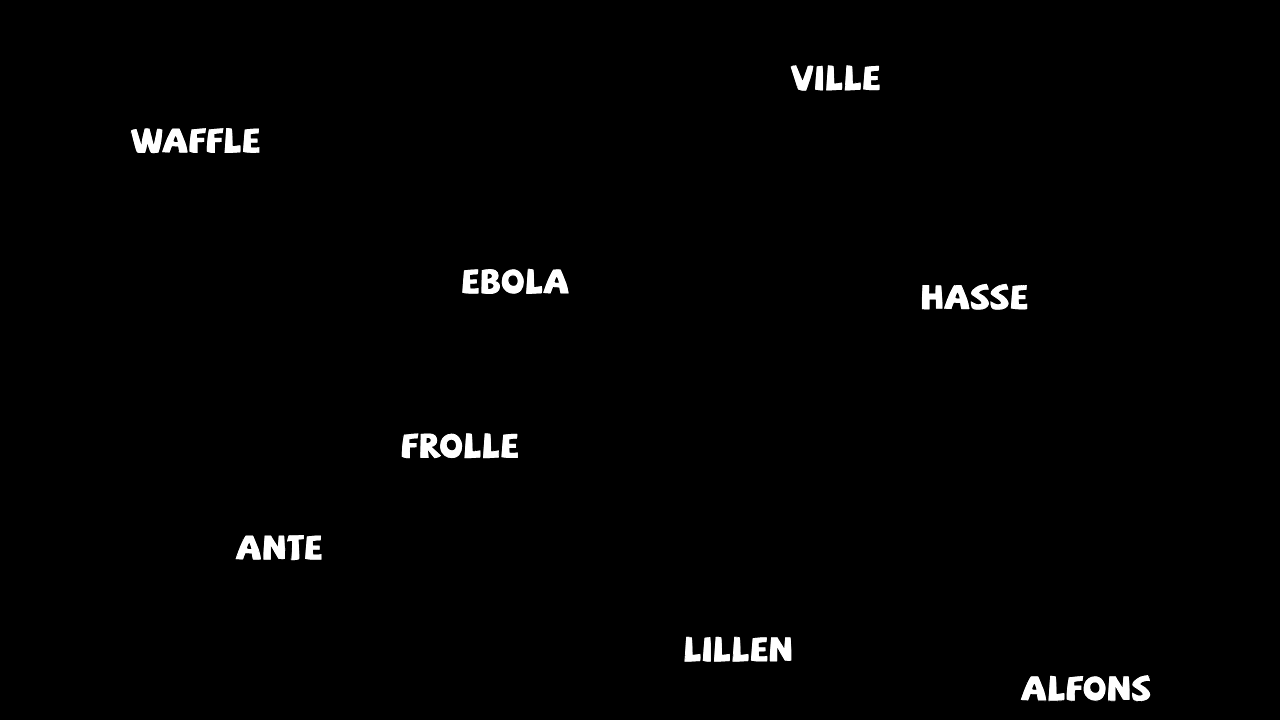 VILLE
WAFFLE
EBOLA
HASSE
FROLLE
ANTE
LILLEN
ALFONS